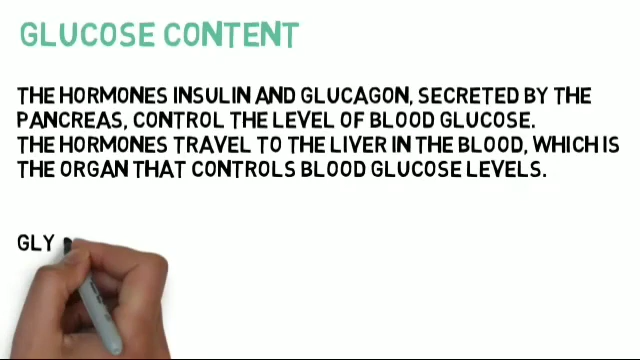 GLUCOSE CONTENT
THE HORMONES INSULIN AND GLUCAGON, SECRETED BY THE
PANCREAS, CONTROL THE LEVEL OF BLOOD GLUCOSE.
THE HORMONES TRAVEL TO THE LIVER IN THE BLOOD, WHICH IS
THE ORGAN THAT CONTROLS BLOOD GLUCOSE LEVELS.
GLY